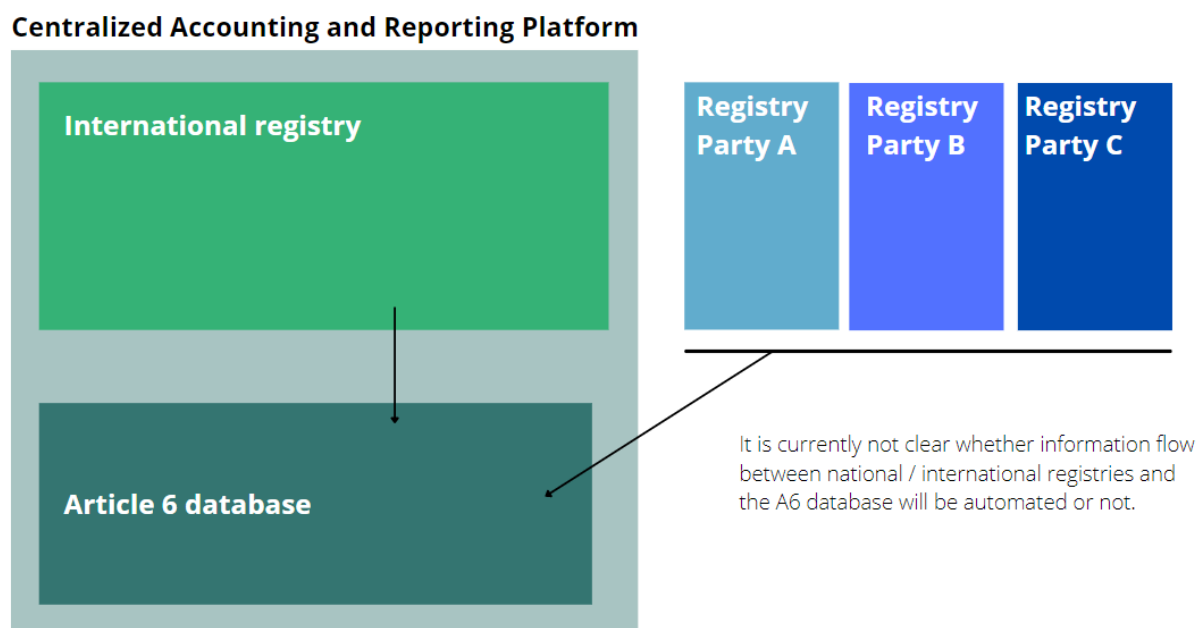 Centralized Accounting and Reporting Platform
International registry
Registry
Party A
Registry
Party B
Registry
Party C
Article 6 database
It is currently not clear whether information flow
between national / international registries and
the A6 database will be automated or not.